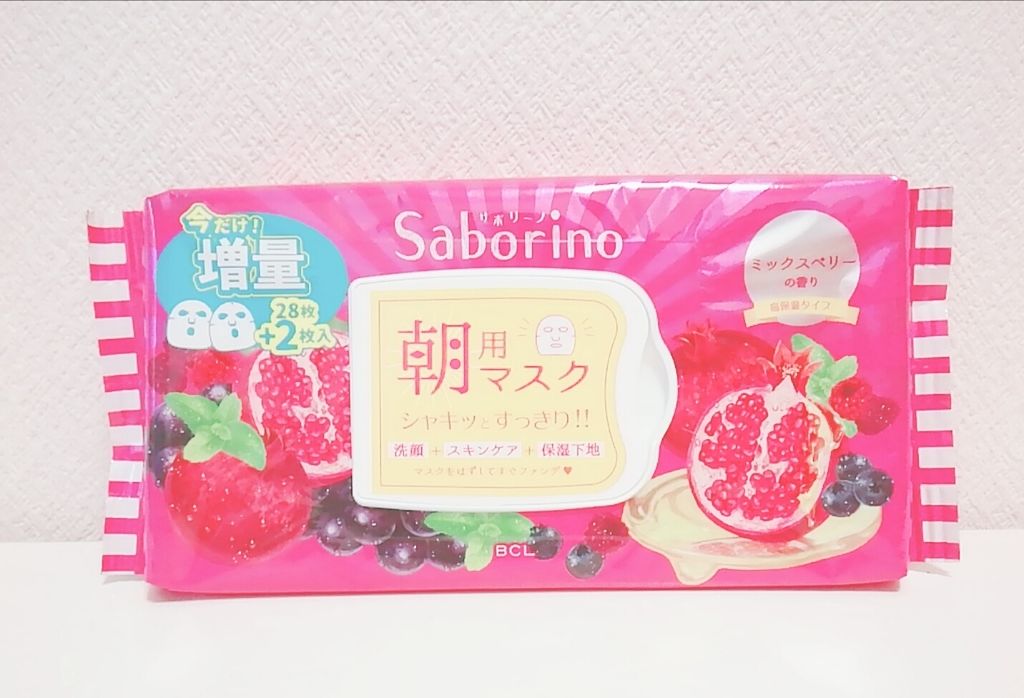 今だけ!
増量
28枚
+2枚入
サボリーノ
Saborino
ミックスベリー
の香り
高保湿タイプ
朝用
マスク
シャキッとすっきり!!
洗顔 + スキンケア + 保湿下地
マスクをはずしてすぐファンデ♥
BCL